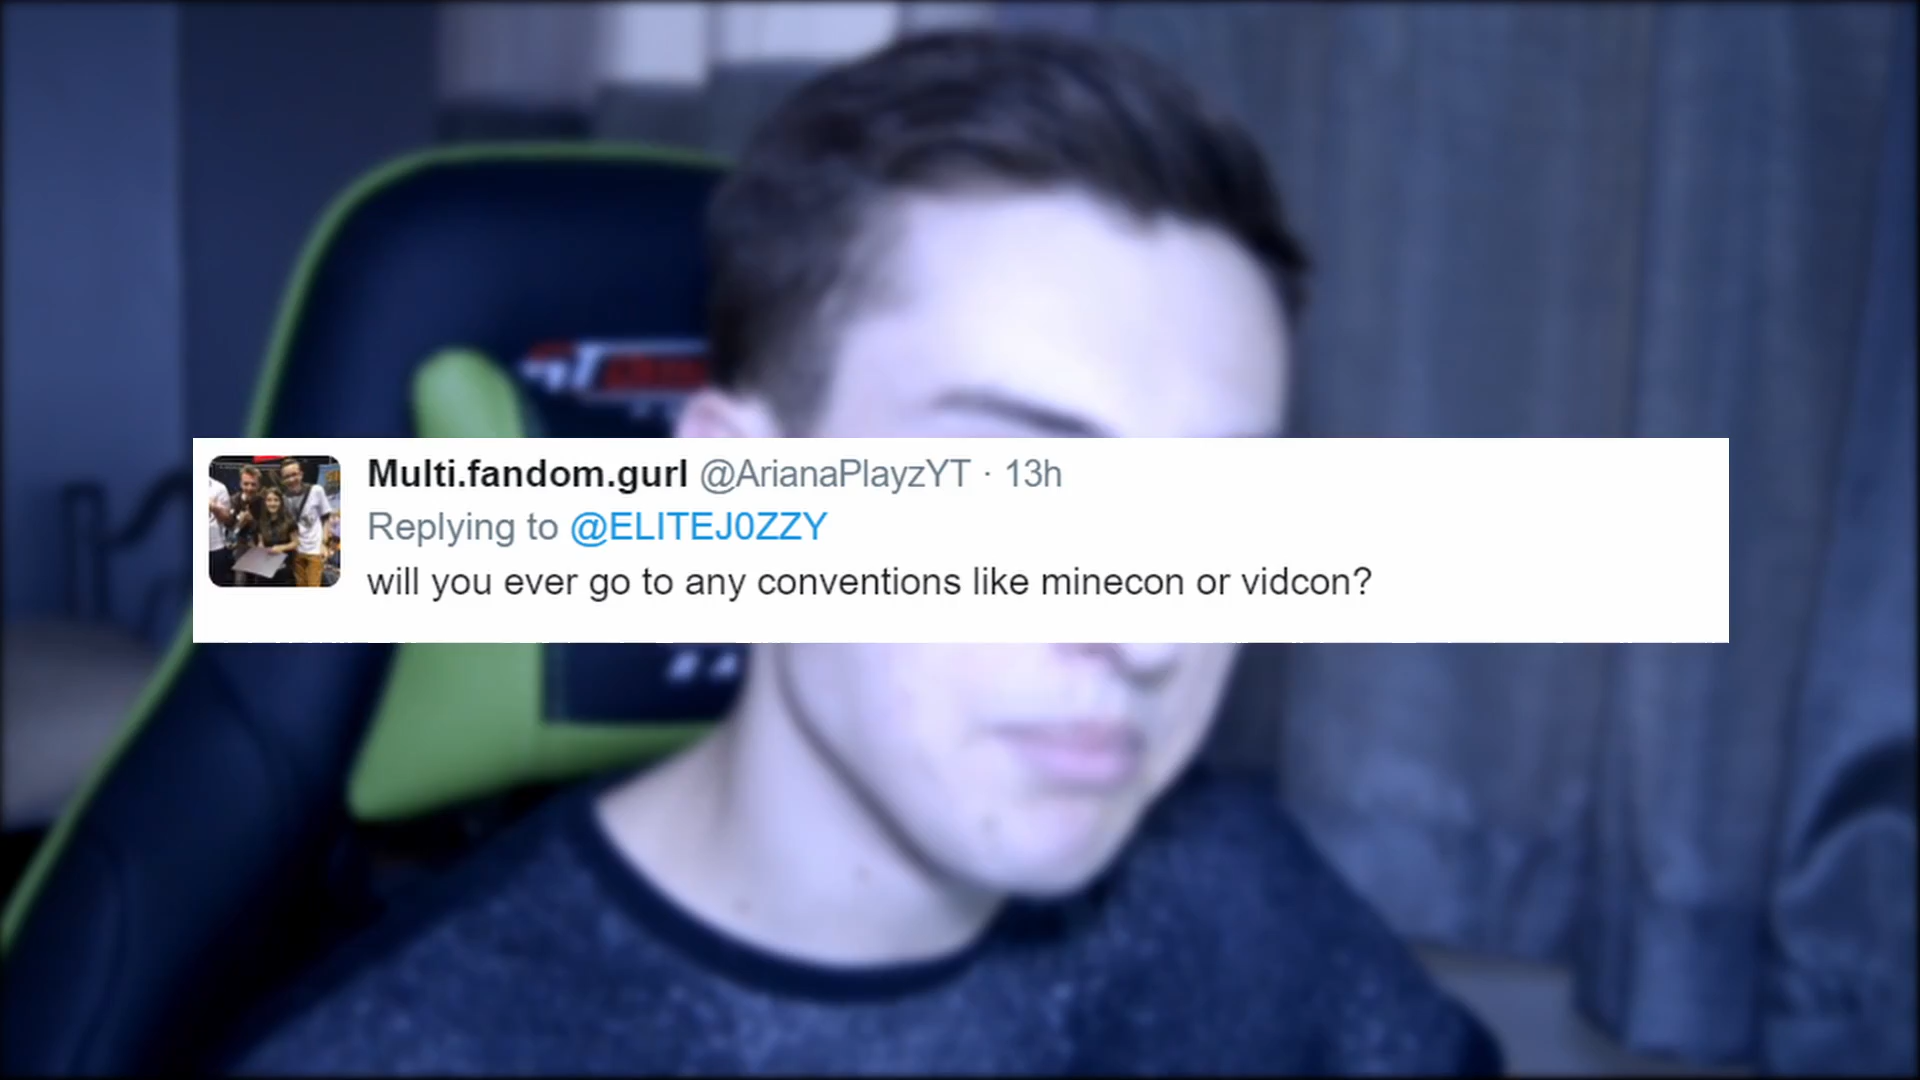 Multi.fandom.gurl @ArianaPlayzYT · 13h
Replying to @ELITEJ0ZZY
will you ever go to any conventions like minecon or vidcon?